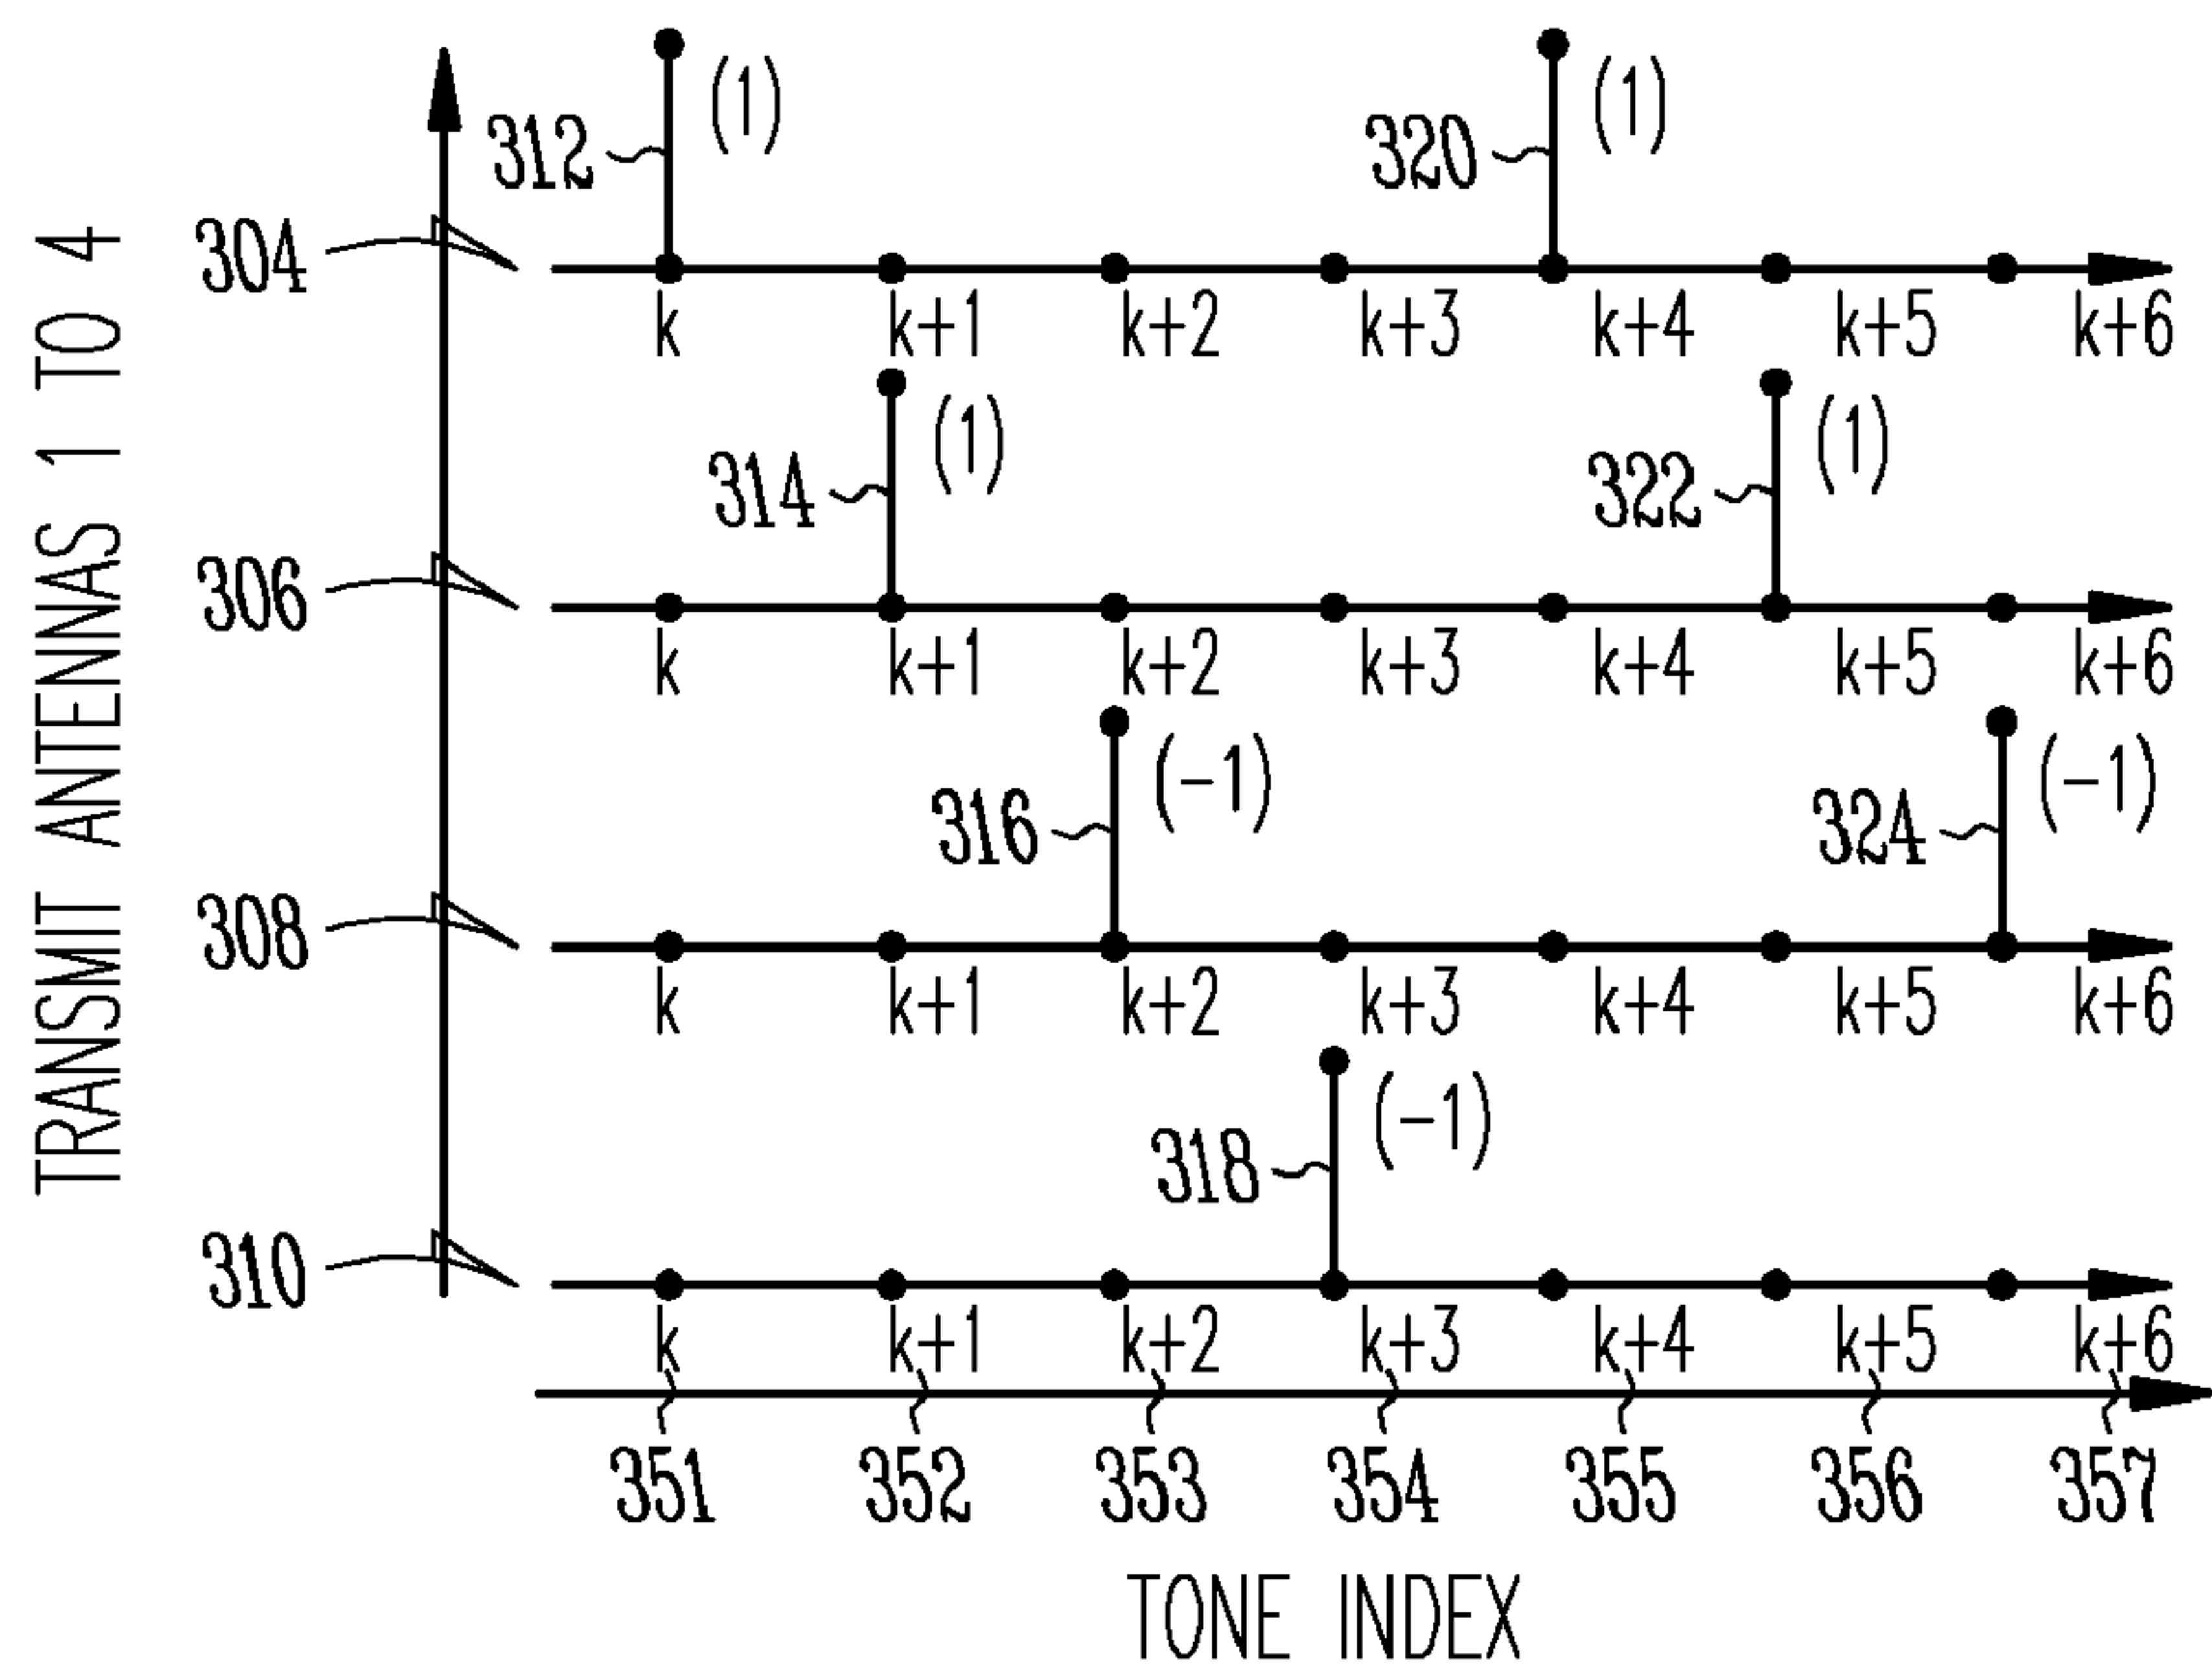 TRANSMIT ANTENNAS 1 TO 4
312 (1) 320 (1)
304
k k+1 k+2 k+3 k+4 k+5 k+6
314 (1) 322 (1)
306
k k+1 k+2 k+3 k+4 k+5 k+6
316 (-1) 324 (-1)
308
k k+1 k+2 k+3 k+4 k+5 k+6
318 (-1)
310
k k+1 k+2 k+3 k+4 k+5 k+6
351 352 353 354 355 356 357
TONE INDEX